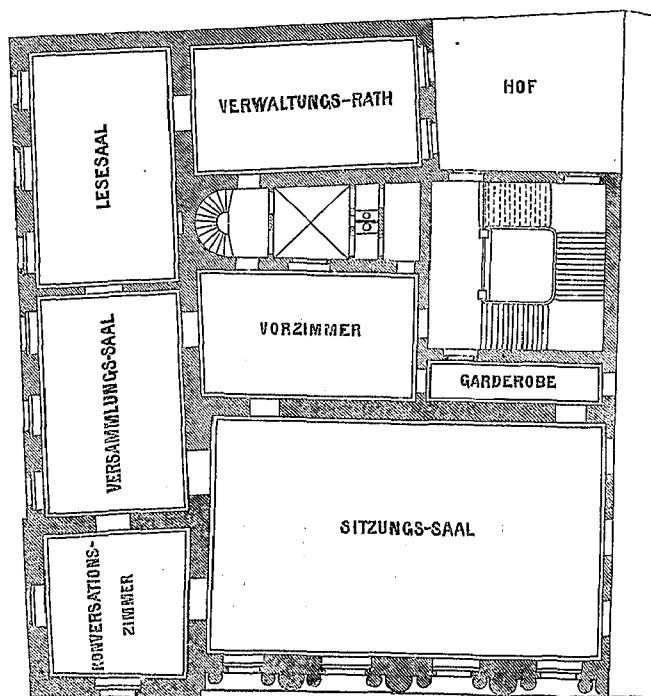 VERWALTUNGS-RATH
HOF
LESESAAL
VORZIMMER
GARDEROBE
VERSAMMLUNGS-SAAL
SITZUNGS-SAAL
KONVERSATIONS-
ZIMMER